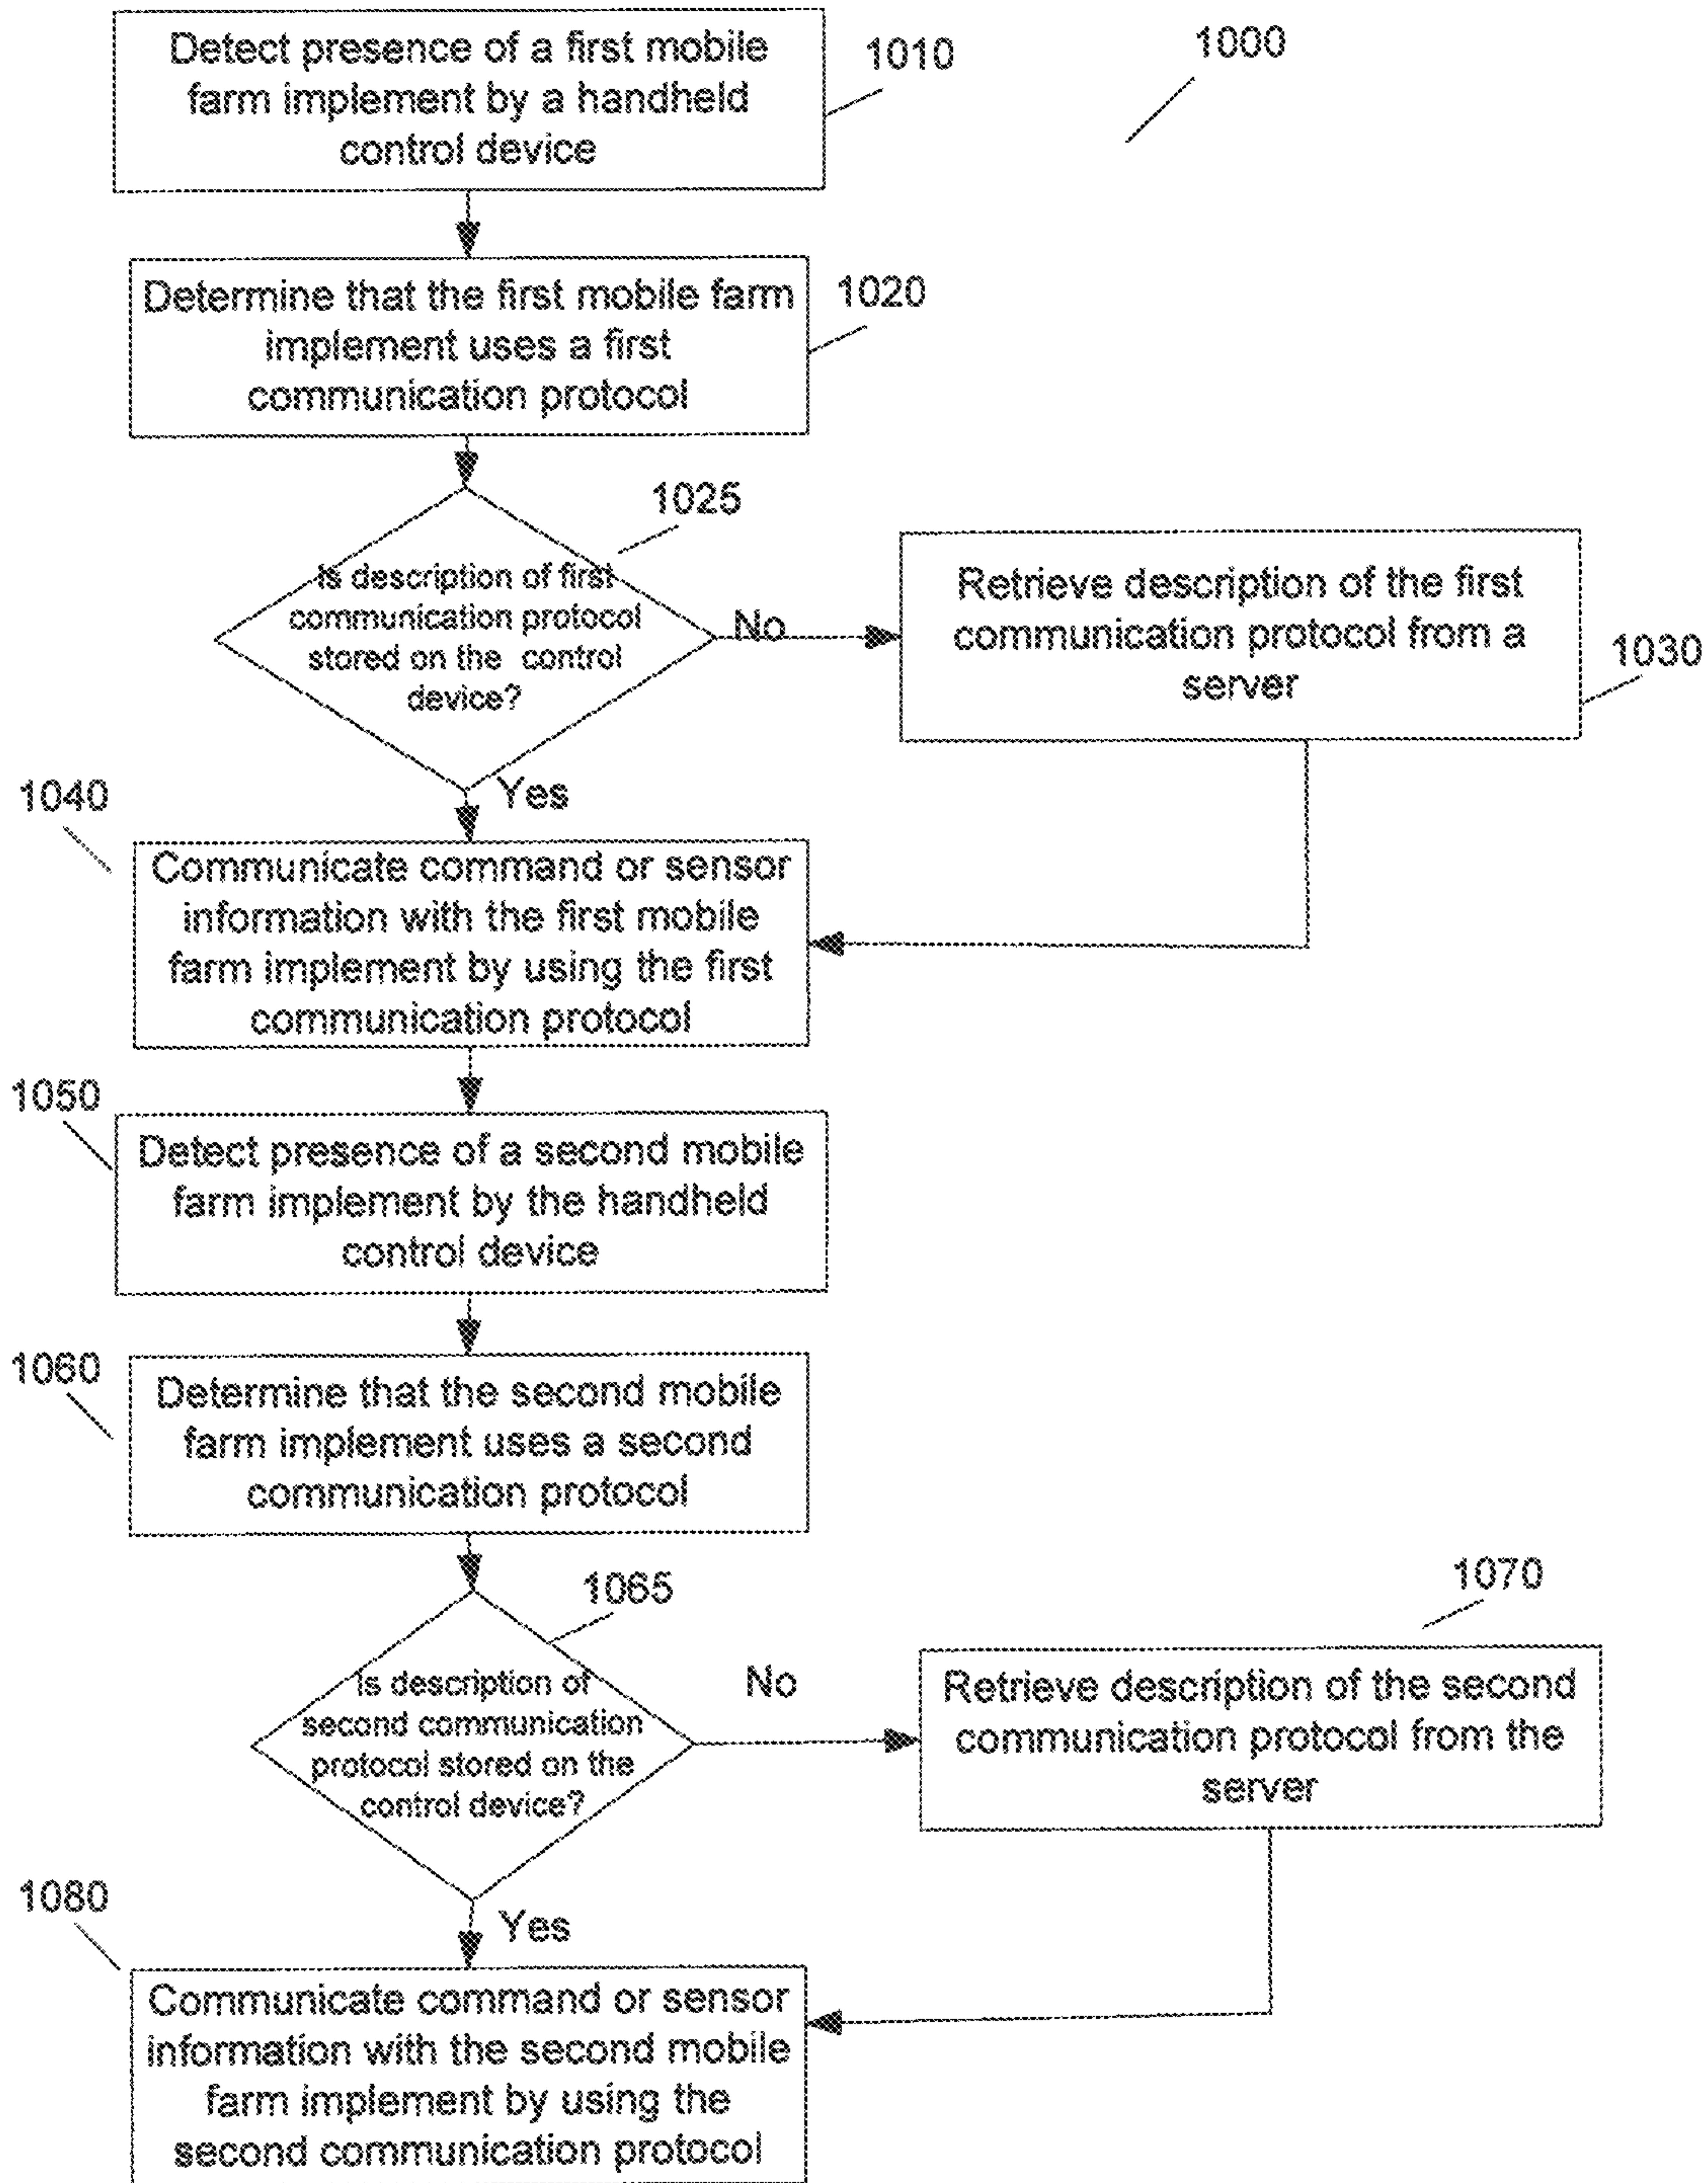 Detect presence of a first mobile
farm implement by a handheld
control device
1010
1000
Determine that the first mobile farm
implement uses a first
communication protocol
1020
1025
Is description of first
communication protocol
stored on the control
device?
No
Retrieve description of the first
communication protocol from a
server
1030
Yes
1040
Communicate command or sensor
information with the first mobile
farm implement by using the first
communication protocol
1050
Detect presence of a second mobile
farm implement by the handheld
control device
1060
Determine that the second mobile
farm implement uses a second
communication protocol
1065
Is description of
second communication
protocol stored on the
control device?
No
1070
Retrieve description of the second
communication protocol from the
server
Yes
1080
Communicate command or sensor
information with the second mobile
farm implement by using the
second communication protocol